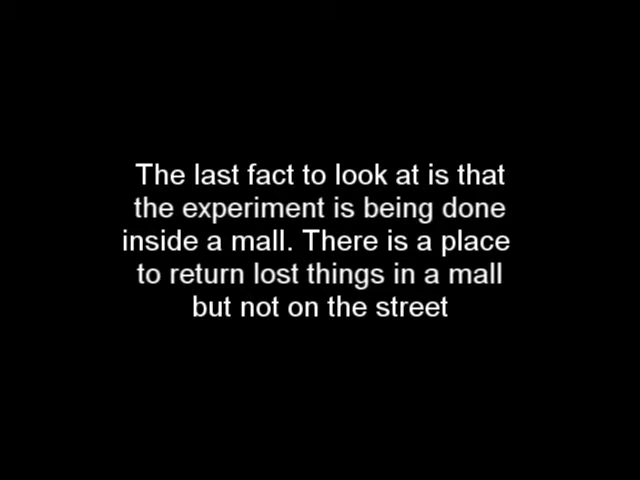 The last fact to look at is that
the experiment is being done
inside a mall. There is a place
to return lost things in a mall
but not on the street